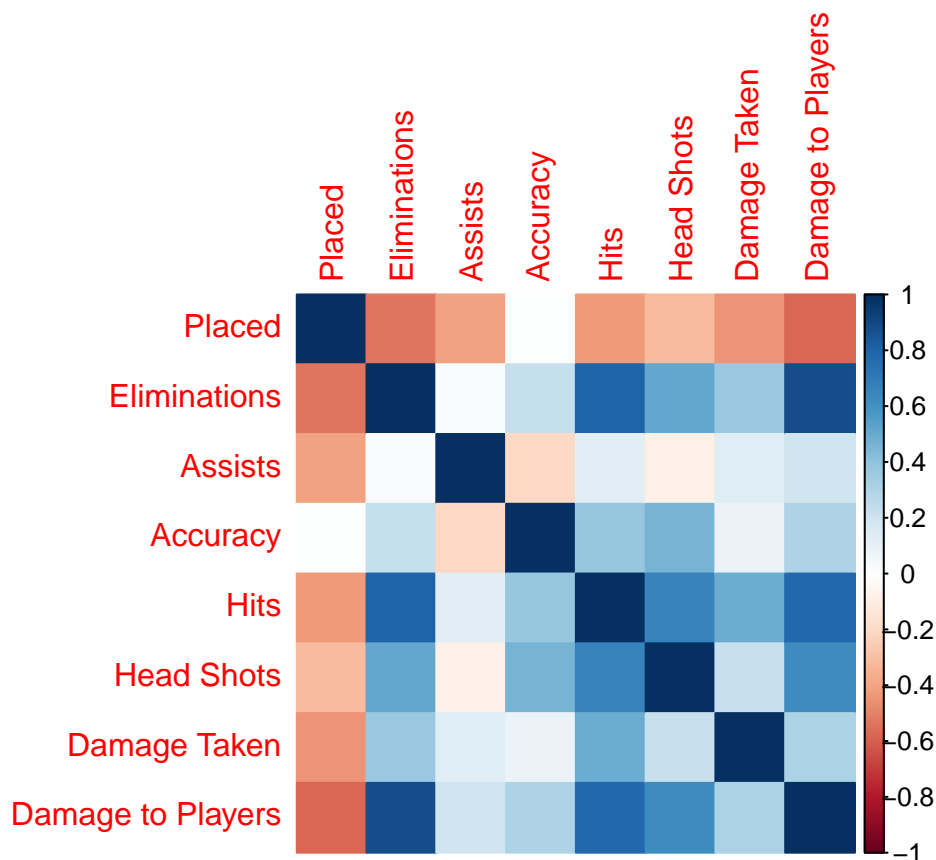 Placed
Eliminations
Assists
Accuracy
Hits
Head Shots
Damage Taken
Damage to Players
Placed
Eliminations
Assists
Accuracy
Hits
Head Shots
Damage Taken
Damage to Players
1
0.8
0.6
0.4
0.2
0
−0.2
−0.4
−0.6
−0.8
−1